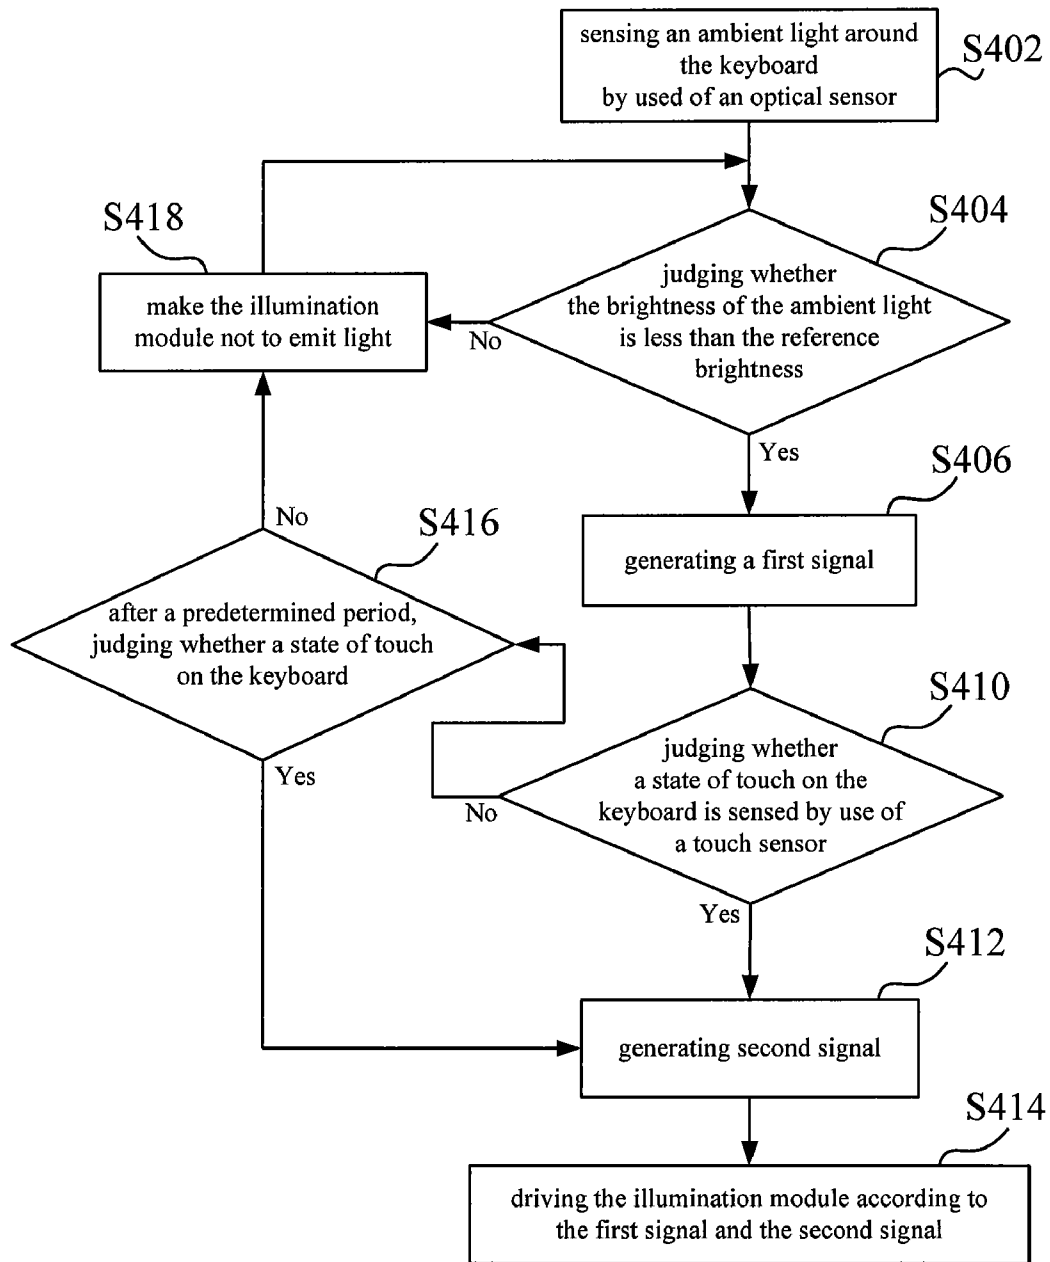 sensing an ambient light around
the keyboard
by used of an optical sensor
S402
S418
S404
make the illumination
module not to emit light
judging whether
the brightness of the ambient light
is less than the reference
brightness
No
Yes
S406
generating a first signal
No
S416
after a predetermined period,
judging whether a state of touch
on the keyboard
Yes
S410
judging whether
a state of touch on the
keyboard is sensed by use of
a touch sensor
No
Yes
S412
generating second signal
S414
driving the illumination module according to
the first signal and the second signal